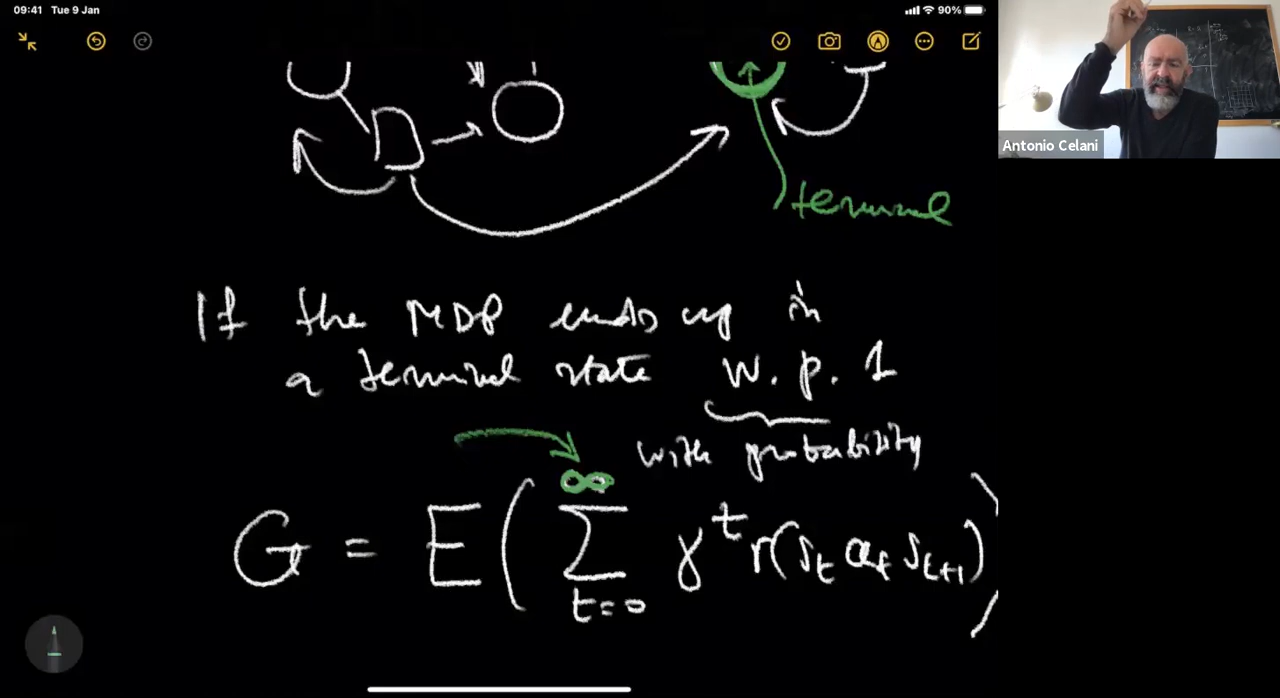 09:41 Tue 9 Jan
90%
Antonio Celani
terminal
If the MDP ends up in
a terminal state w.p. 1
with probability
G = E( ∑_{t=0}^{∞} γ^t r(s_t a_t s_{t+1}) )